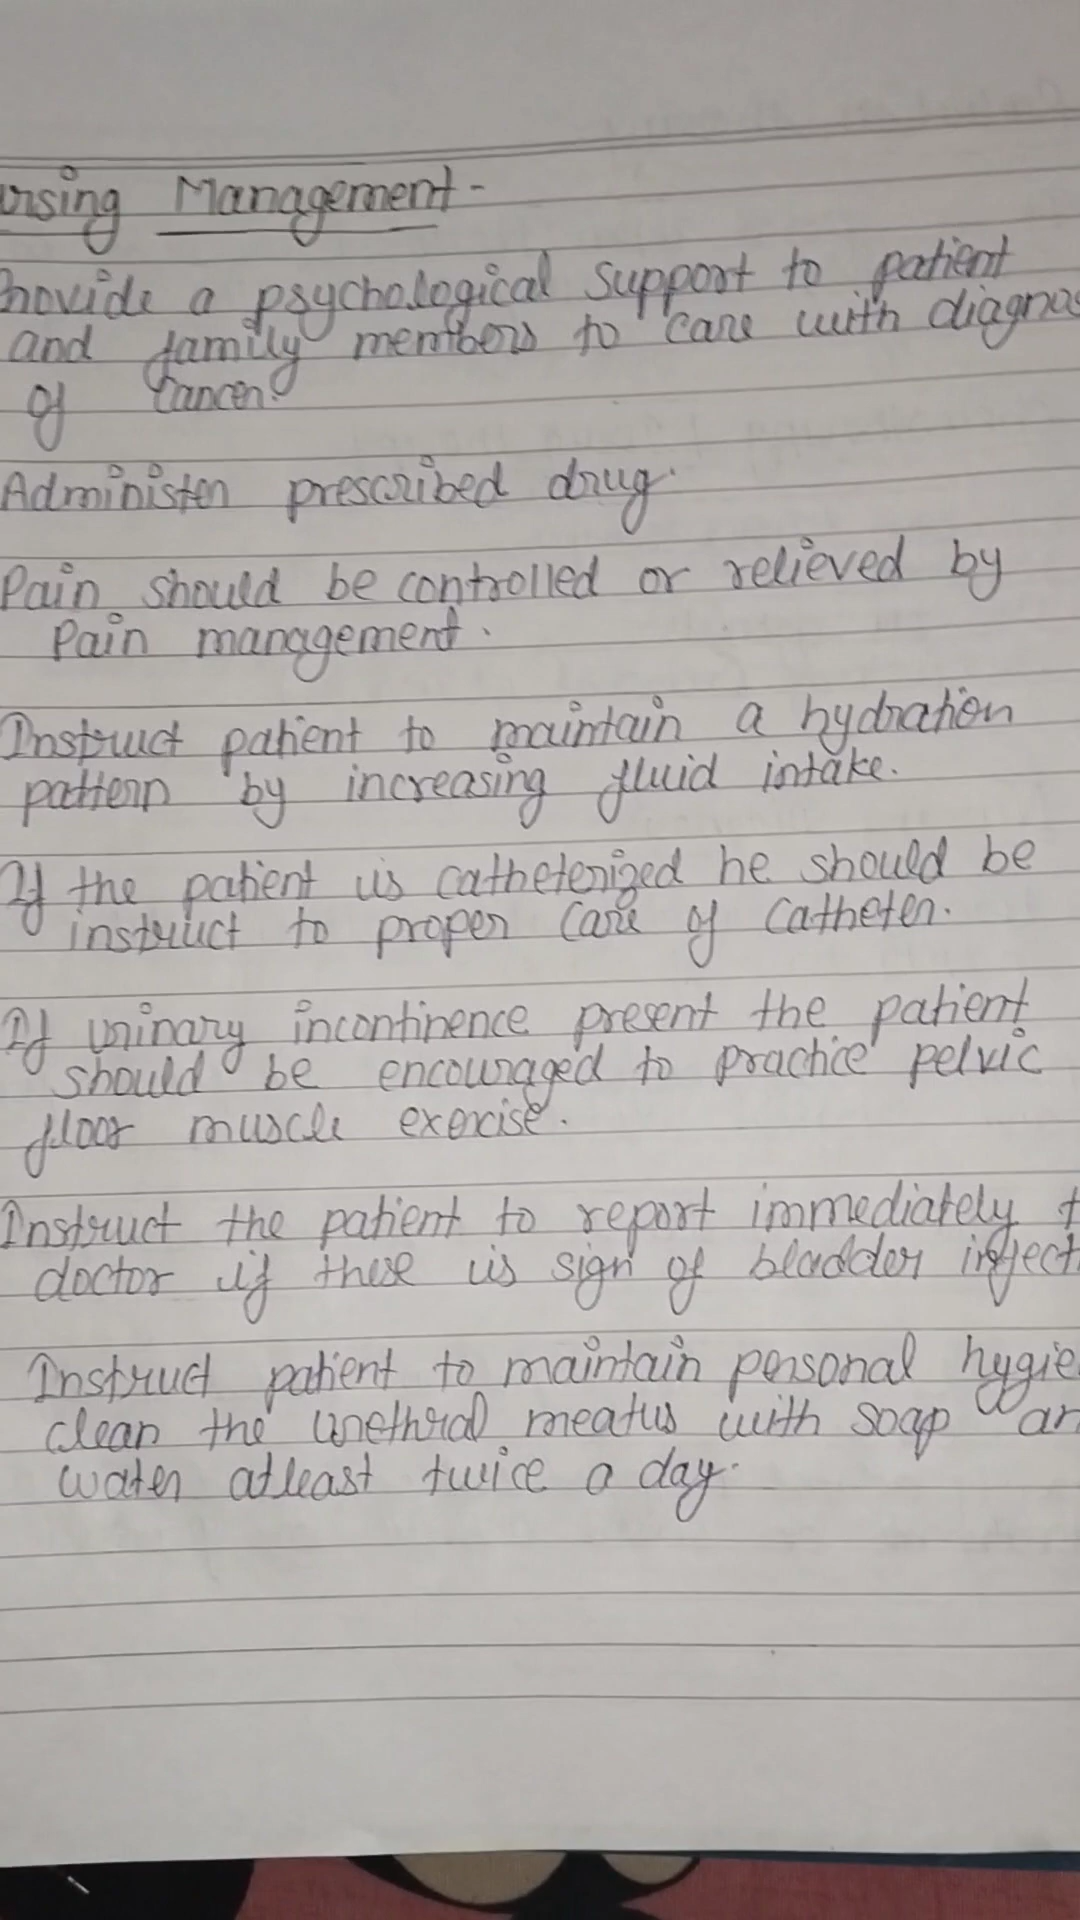 ursing Management-
Provide a psychological support to patient
and family members to care with diagnos
of Cancer.
Administer prescribed drug.
Pain should be controlled or relieved by
Pain management.
Instruct patient to maintain a hydration
pattern by increasing fluid intake.
If the patient is catheterized he should be
instruct to proper care of catheter.
If urinary incontinence present the patient
should be encouraged to practice pelvic
floor muscle exercise.
Instruct the patient to report immediately t
doctor if there is sign of bladder infect
Instruct patient to maintain personal hygie
clean the urethral meatus with soap an
water atleast twice a day.